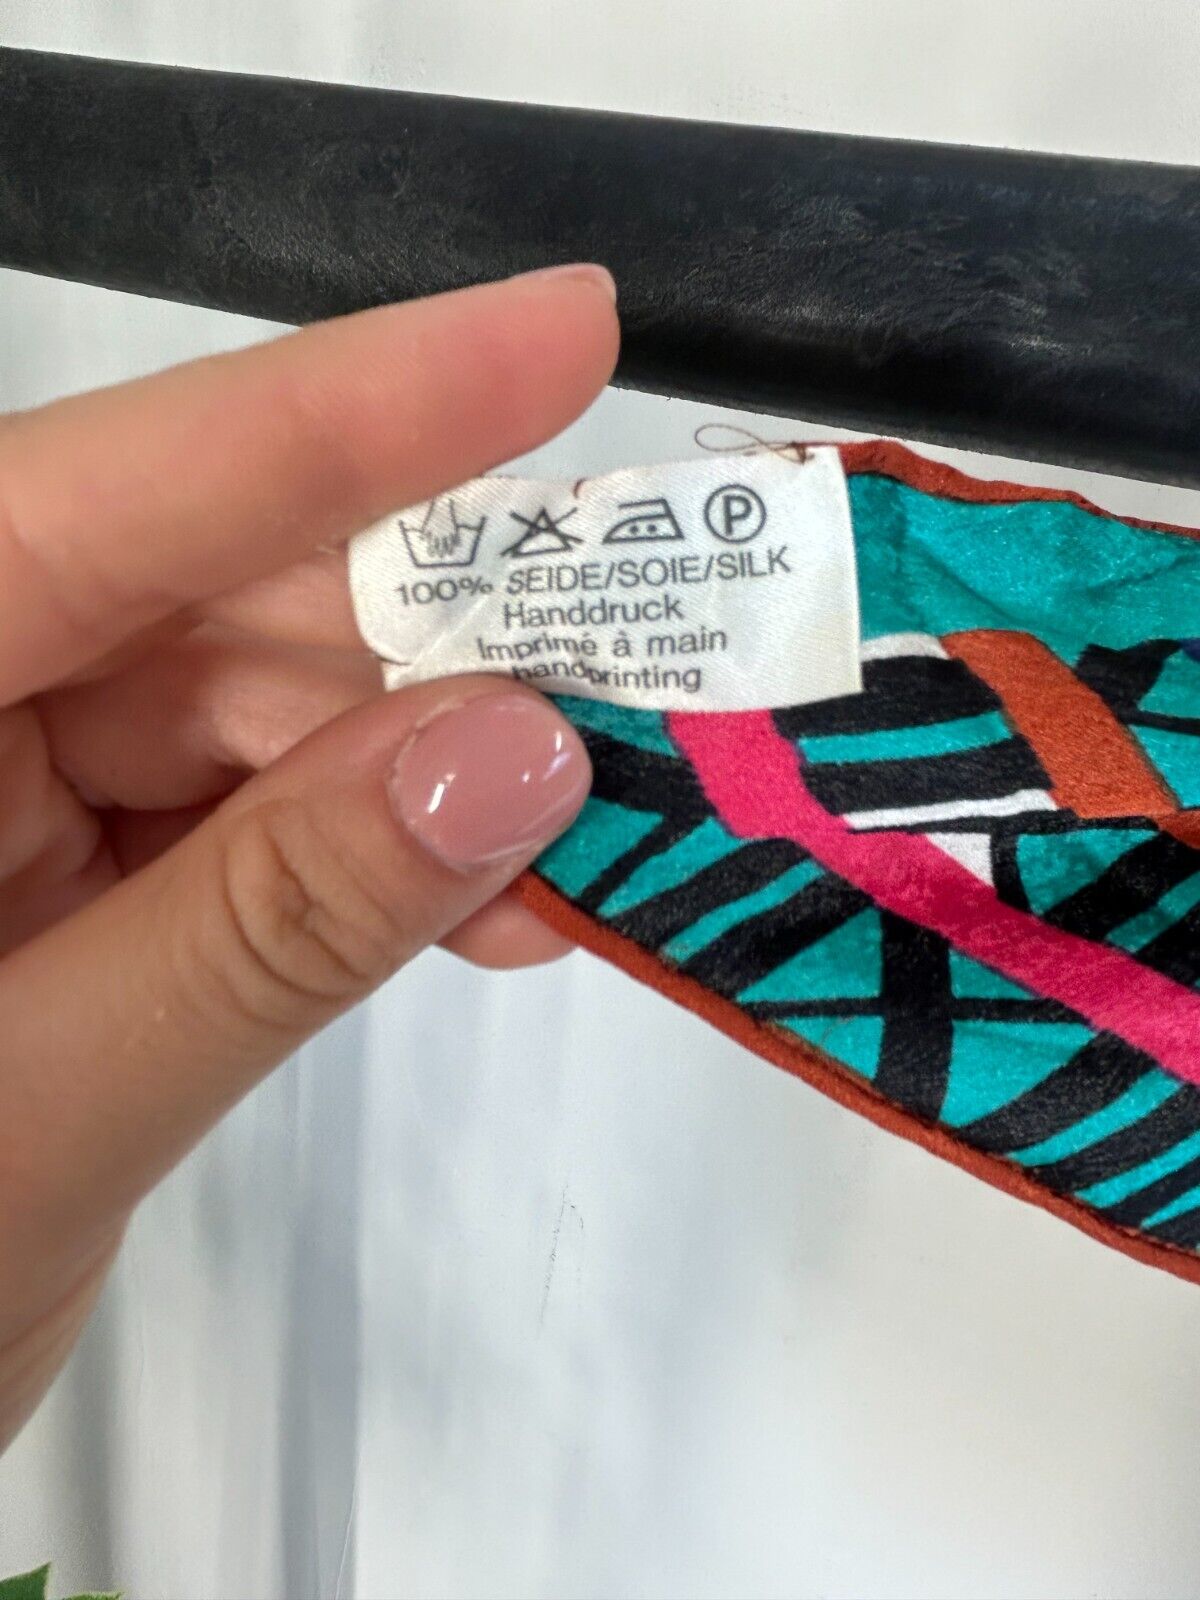 P
100% SEIDE/SOIE/SILK
Handdruck
Imprimé à main
handprinting